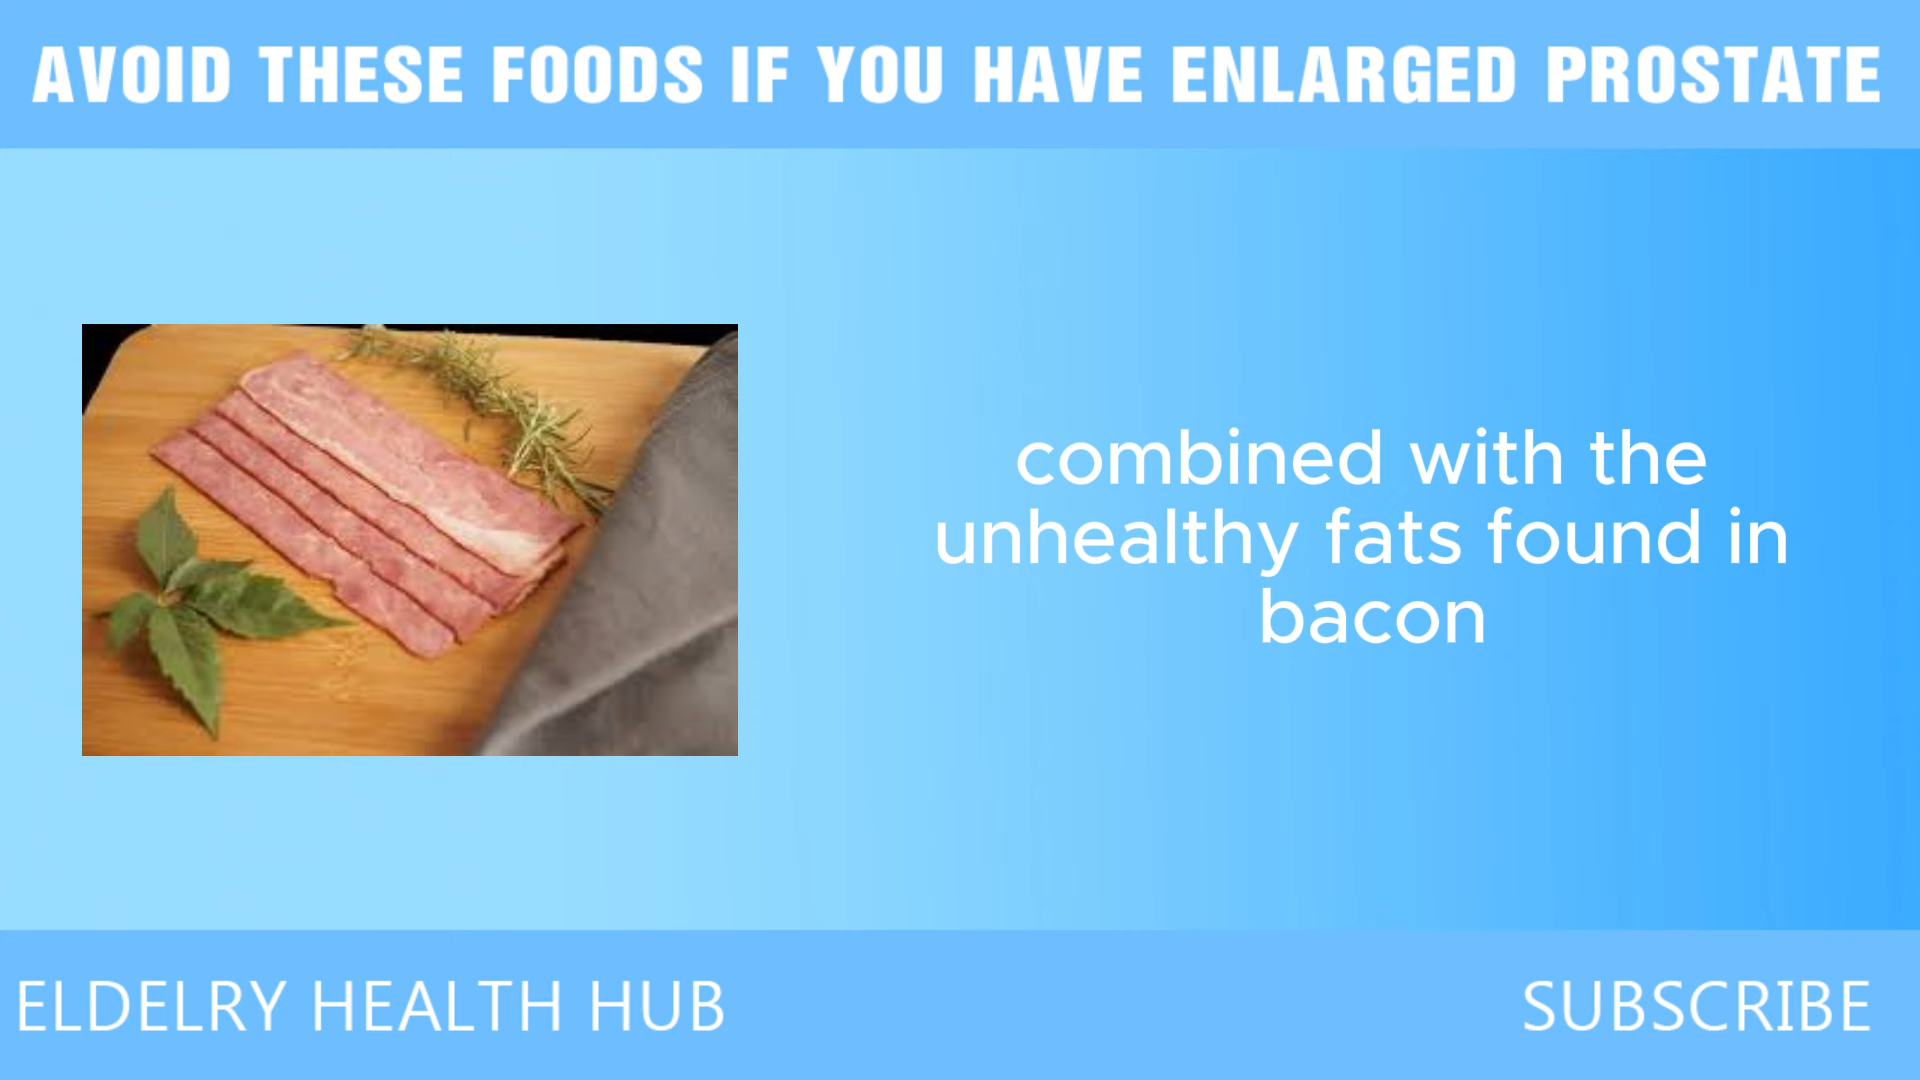 AVOID THESE FOODS IF YOU HAVE ENLARGED PROSTATE
combined with the
unhealthy fats found in
bacon
ELDELRY HEALTH HUB
SUBSCRIBE